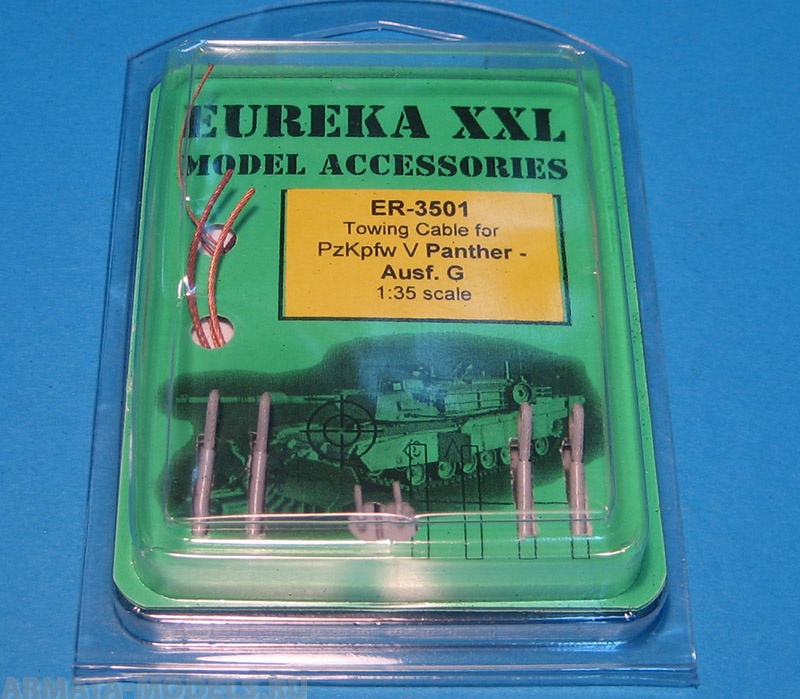 EUREKA XXL
MODEL ACCESSORIES
ER-3501
Towing Cable for
PzKpfw V Panther -
Ausf. G
1:35 scale
ARMATA-MODELS.RU